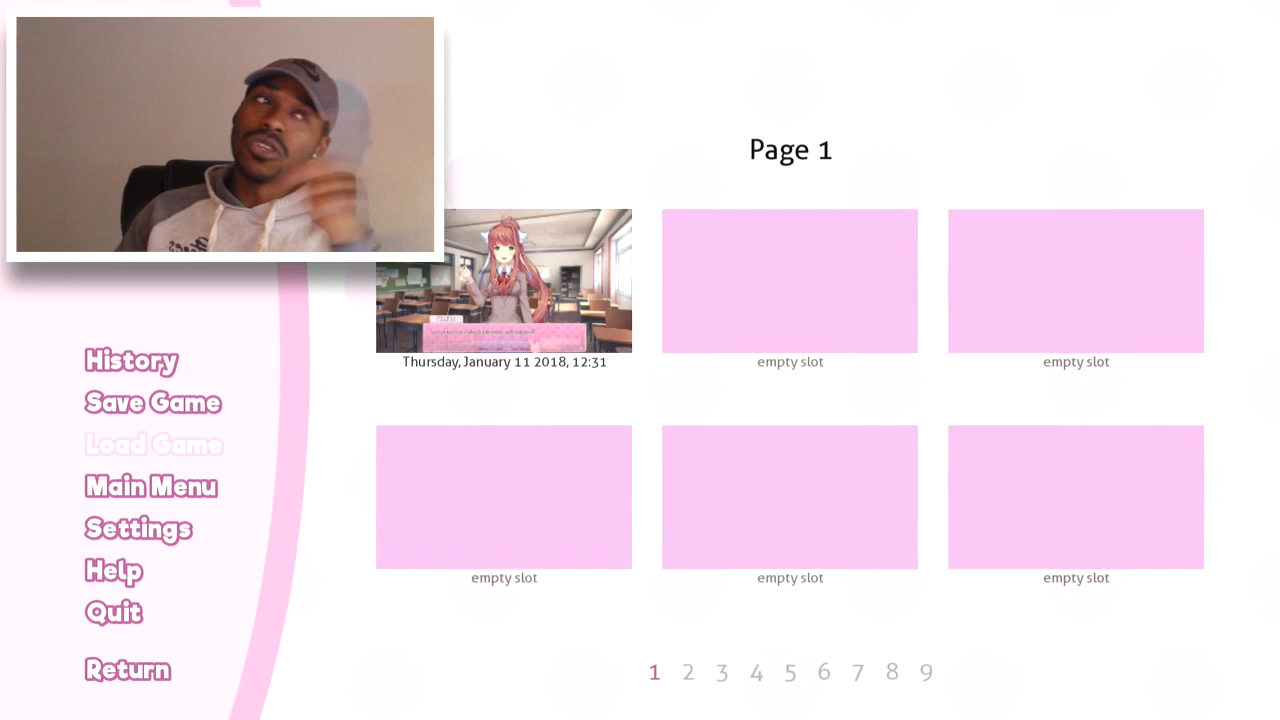 Page 1
Thursday, January 11 2018, 12:31
empty slot
empty slot
History
Save Game
Load Game
Main Menu
Settings
Help
Quit
Return
empty slot
empty slot
empty slot
1 2 3 4 5 6 7 8 9